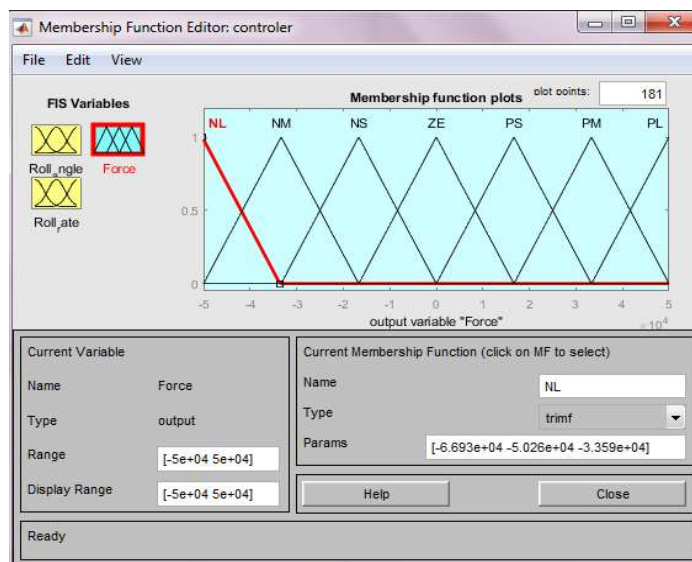 Membership Function Editor: controler
File Edit View
FIS Variables
Roll_angle
Force
Roll_rate
Membership function plots
plot points:
181
NL NM NS ZE PS PM PL
1
0.5
0
-5 -4 -3 -2 -1 0 1 2 3 4 5
×10^4
output variable "Force"
Current Variable
Name Force
Type output
Range [-5e+04 5e+04]
Display Range [-5e+04 5e+04]
Current Membership Function (click on MF to select)
Name NL
Type trimf
Params [-6.693e+04 -5.026e+04 -3.359e+04]
Help Close
Ready